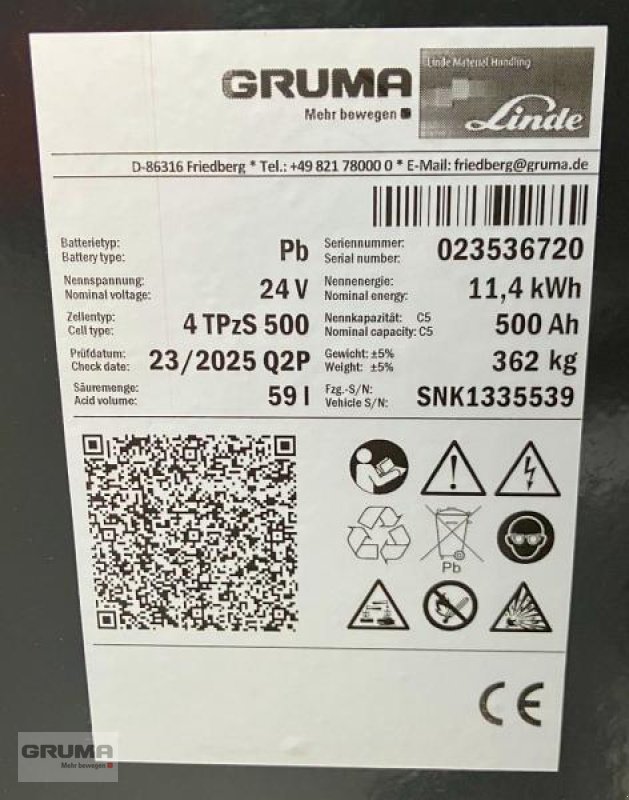 GRUMA
Mehr bewegen
Linde Material Handling
Linde
D-86316 Friedberg * Tel.: +49 821 78000 0 * E-Mail: friedberg@gruma.de
Batterietyp:
Battery type:
Pb
Seriennummer:
Serial number:
023536720
Nennspannung:
Nominal voltage:
24 V
Nennenergie:
Nominal energy:
11,4 kWh
Zellentyp:
Cell type:
4 TPzS 500
Nennkapazität: C5
Nominal capacity: C5
500 Ah
Prüfdatum:
Check date:
23/2025 Q2P
Gewicht: ±5%
Weight: ±5%
362 kg
Säuremenge:
Acid volume:
59 l
Fzg.-S/N:
Vehicle S/N:
SNK1335539
Pb
CE
GRUMA
Mehr bewegen